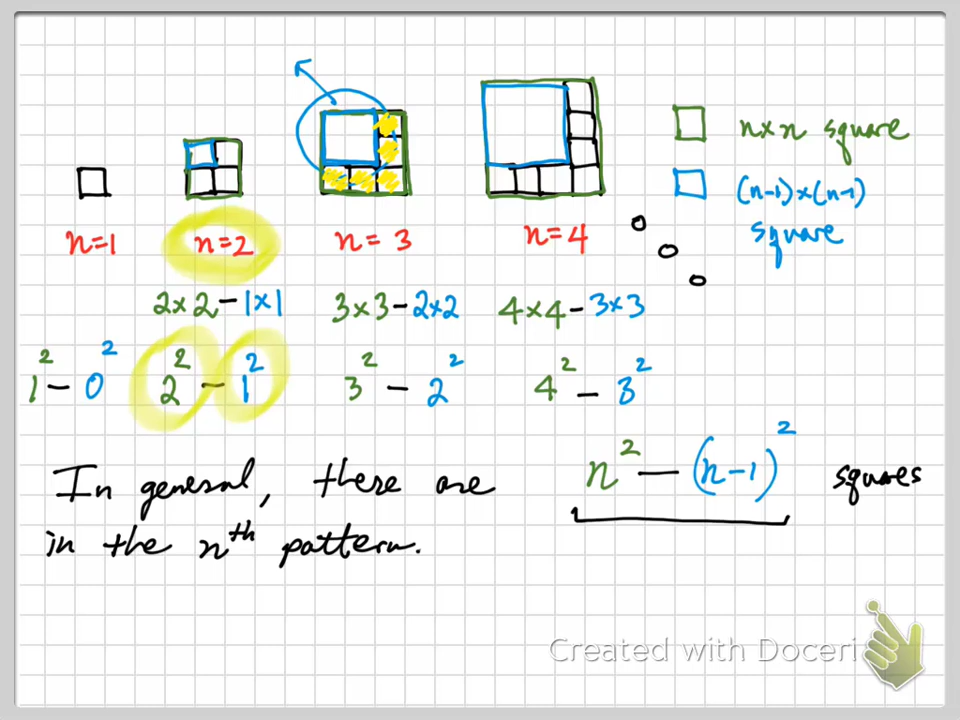 n×n square
(n-1)×(n-1)
square
n=1 n=2 n=3 n=4
2×2-1×1 3×3-2×2 4×4-3×3
1²-0² 2²-1² 3²-2² 4²-3²
In general, there are n²-(n-1)² squares
in the nth pattern.
Created with Doceri